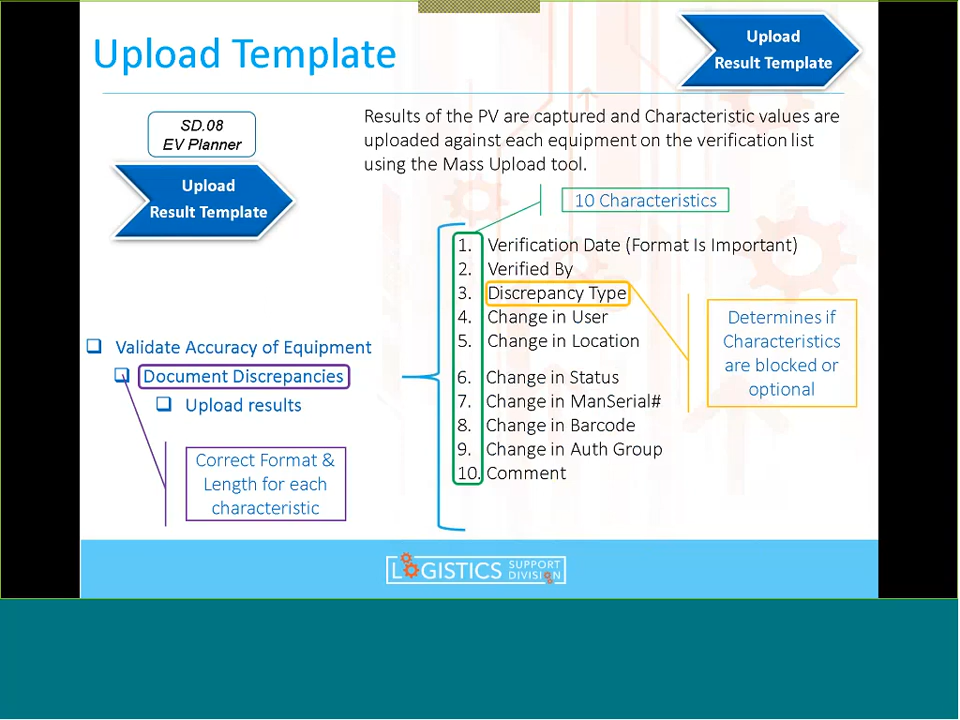 Upload Template
Upload
Result Template
SD.08
EV Planner
Upload
Result Template
Results of the PV are captured and Characteristic values are
uploaded against each equipment on the verification list
using the Mass Upload tool.
10 Characteristics
1. Verification Date (Format Is Important)
2. Verified By
3. Discrepancy Type
4. Change in User
5. Change in Location
6. Change in Status
7. Change in ManSerial#
8. Change in Barcode
9. Change in Auth Group
10. Comment
Determines if
Characteristics
are blocked or
optional
Validate Accuracy of Equipment
Document Discrepancies
Upload results
Correct Format &
Length for each
characteristic
LOGISTICS SUPPORT
DIVISION